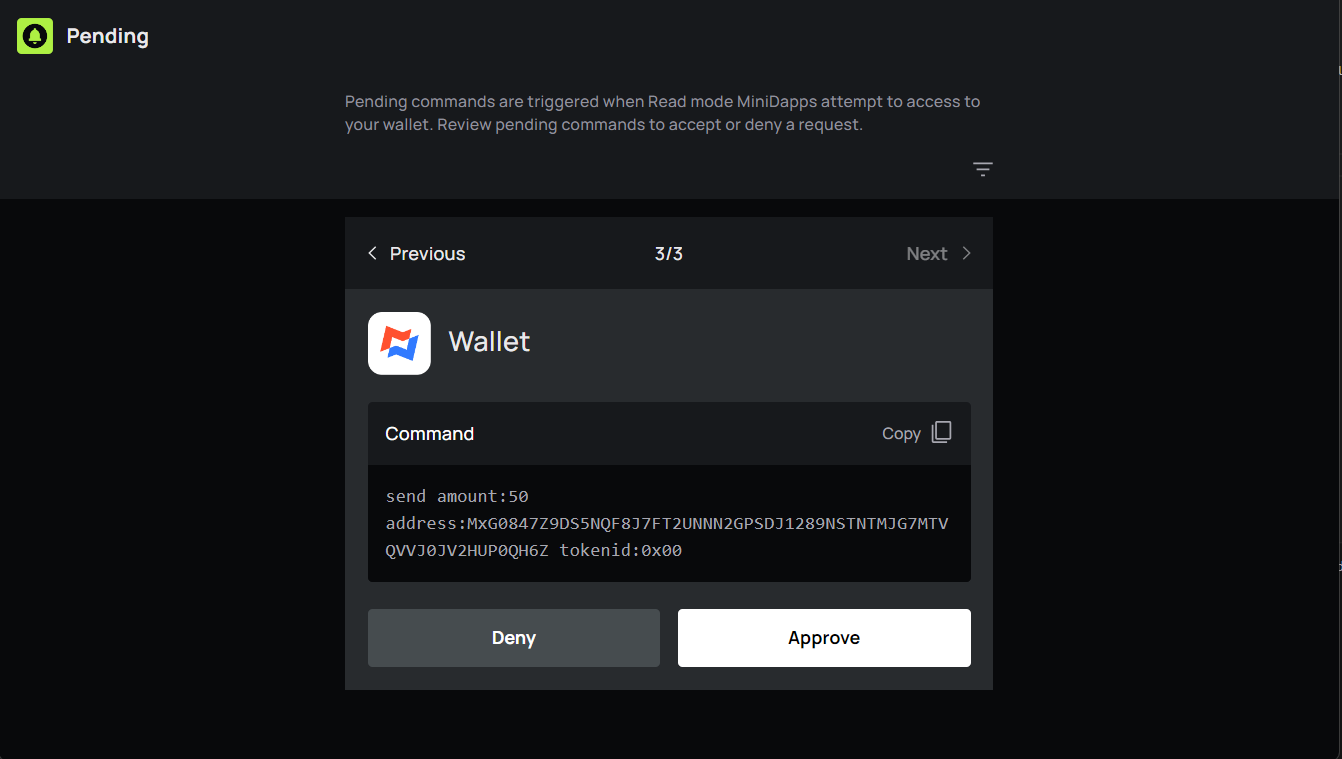 Pending
Pending commands are triggered when Read mode MiniDapps attempt to access to
your wallet. Review pending commands to accept or deny a request.
Previous
3/3
Next
Wallet
Command
Copy
send amount:50
address:MxG0847Z9DS5NQF8J7FT2UNNN2GPSDJ1289NSTNTMJG7MTV
QVVJ0JV2HUP0QH6Z tokenid:0x00
Deny
Approve